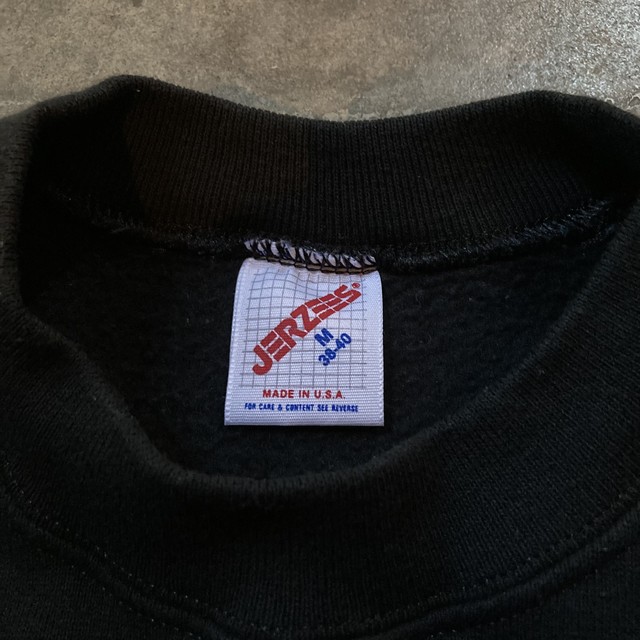 JERZEES®
M
38-40
MADE IN U.S.A.
FOR CARE & CONTENT SEE REVERSE